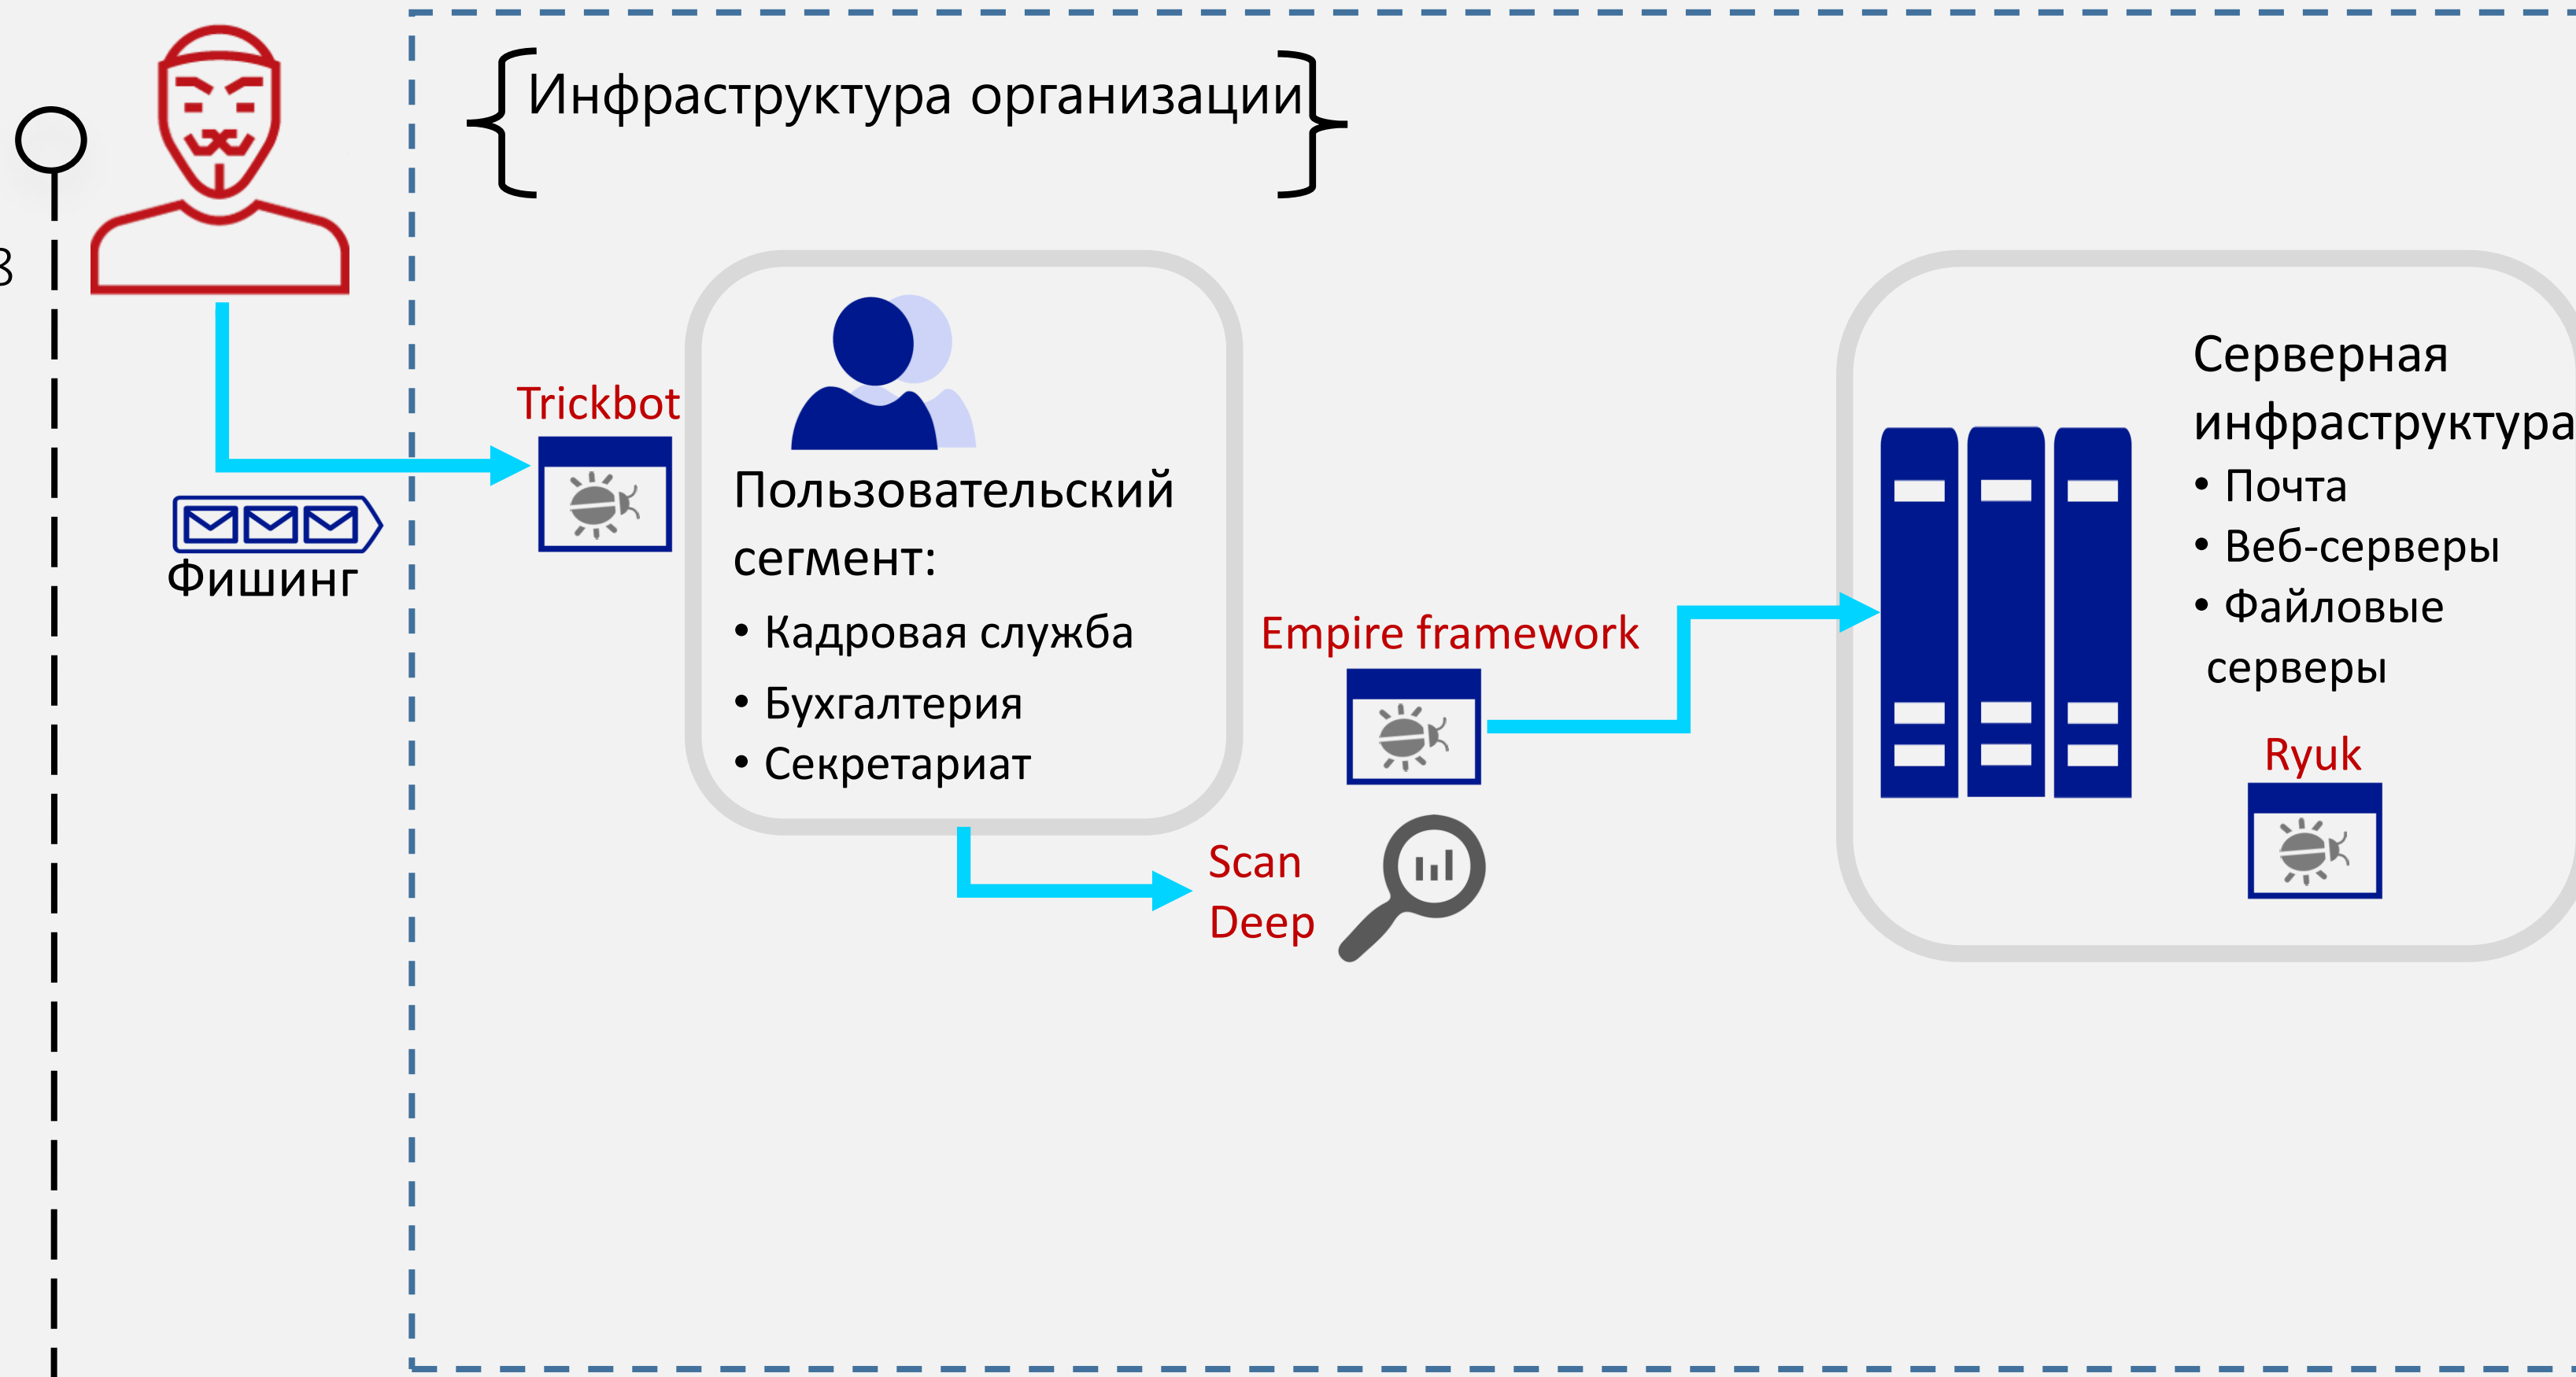 Инфраструктура организации
Trickbot
Фишинг
Пользовательский
сегмент:
• Кадровая служба
• Бухгалтерия
• Секретариат
Scan
Deep
Empire framework
Серверная
инфраструктура
• Почта
• Веб-серверы
• Файловые
серверы
Ryuk